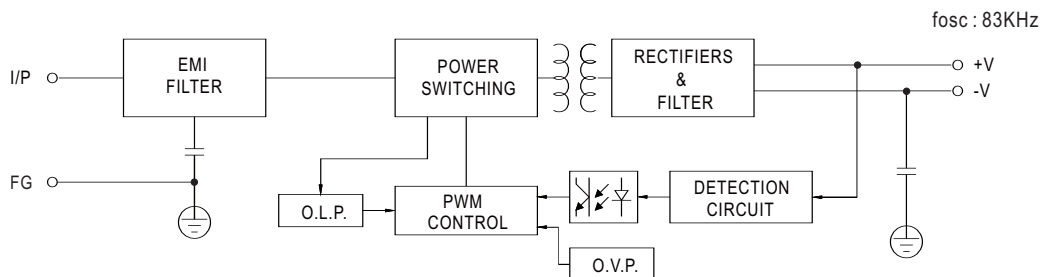 fosc : 83KHz
I/P
EMI
FILTER
POWER
SWITCHING
RECTIFIERS
&
FILTER
+V
-V
FG
O.L.P.
PWM
CONTROL
DETECTION
CIRCUIT
O.V.P.